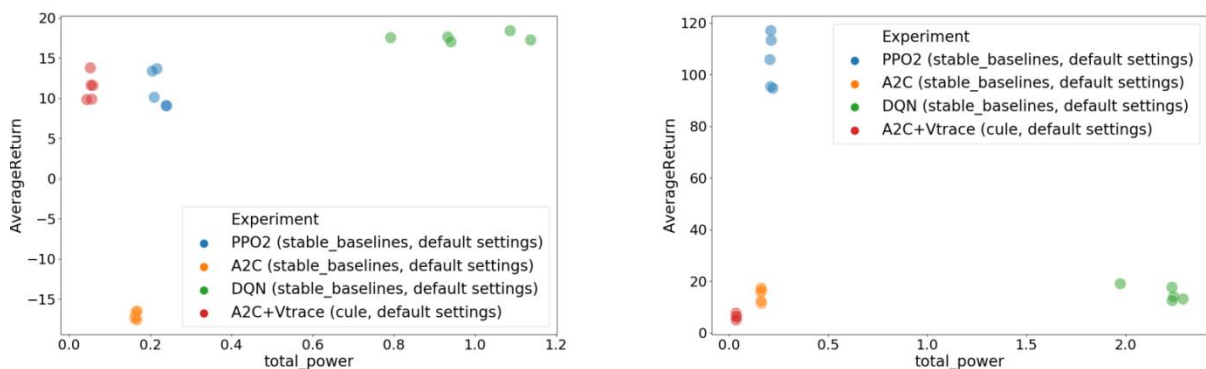 20
15
10
5
0
−5
−10
−15
AverageReturn
Experiment
PPO2 (stable_baselines, default settings)
A2C (stable_baselines, default settings)
DQN (stable_baselines, default settings)
A2C+Vtrace (cule, default settings)
0.0 0.2 0.4 0.6 0.8 1.0 1.2
total_power
120
100
80
60
40
20
0
AverageReturn
Experiment
PPO2 (stable_baselines, default settings)
A2C (stable_baselines, default settings)
DQN (stable_baselines, default settings)
A2C+Vtrace (cule, default settings)
0.0 0.5 1.0 1.5 2.0
total_power